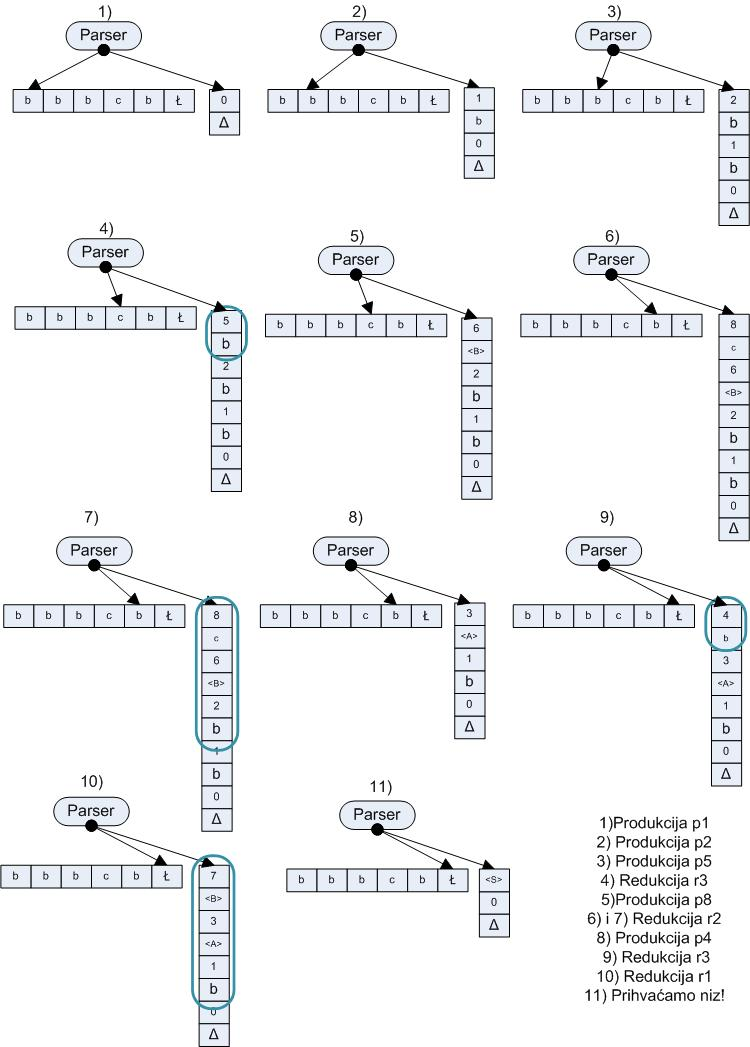 1)
Parser
b b b c b Ł
0
Δ
2)
Parser
b b b c b Ł
1
b
0
Δ
3)
Parser
b b b c b Ł
2
b
1
b
0
Δ
4)
Parser
b b b c b Ł
5
b
2
b
1
b
0
Δ
5)
Parser
b b b c b Ł
6
<B>
2
b
1
b
0
Δ
6)
Parser
b b b c b Ł
8
c
6
<B>
2
b
1
b
0
Δ
7)
Parser
b b b c b Ł
8
c
6
<B>
2
b
1
b
0
Δ
8)
Parser
b b b c b Ł
3
<A>
1
b
0
Δ
9)
Parser
b b b c b Ł
4
b
3
<A>
1
b
0
Δ
10)
Parser
b b b c b Ł
7
<B>
3
<A>
1
b
0
Δ
11)
Parser
b b b c b Ł
<S>
0
Δ
1)Produkcija p1
2) Produkcija p2
3) Produkcija p5
4) Redukcija r3
5)Produkcija p8
6) i 7) Redukcija r2
8) Produkcija p4
9) Redukcija r3
10) Redukcija r1
11) Prihvaćamo niz!